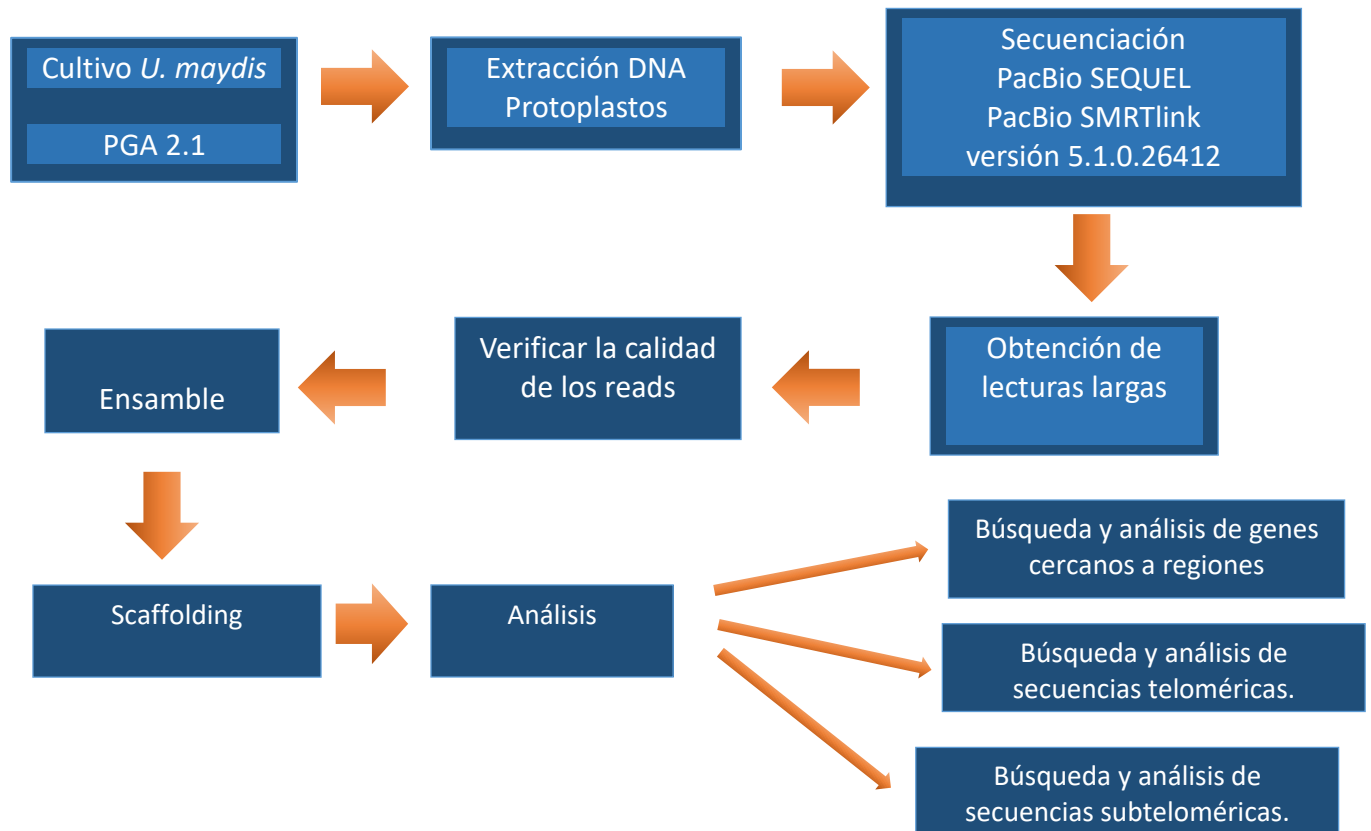 Cultivo U. maydis
PGA 2.1
Extracción DNA
Protoplastos
Secuenciación
PacBio SEQUEL
PacBio SMRTlink
versión 5.1.0.26412
Obtención de
lecturas largas
Verificar la calidad
de los reads
Ensamble
Scaffolding
Análisis
Búsqueda y análisis de genes
cercanos a regiones
Búsqueda y análisis de
secuencias teloméricas.
Búsqueda y análisis de
secuencias subteloméricas.